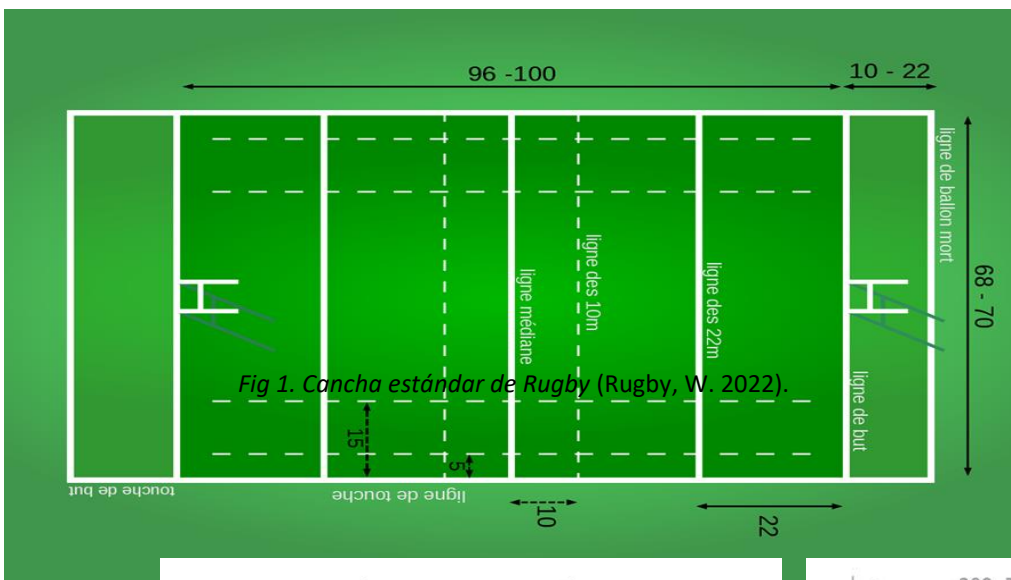 96 -100
10 - 22
ligne de ballon mort
68 - 70
ligne des 10m
ligne des 22m
ligne médiane
Fig 1. Cancha estándar de Rugby (Rugby, W. 2022).
ligne de but
15
5
touche de but
ligne de touche
10
22